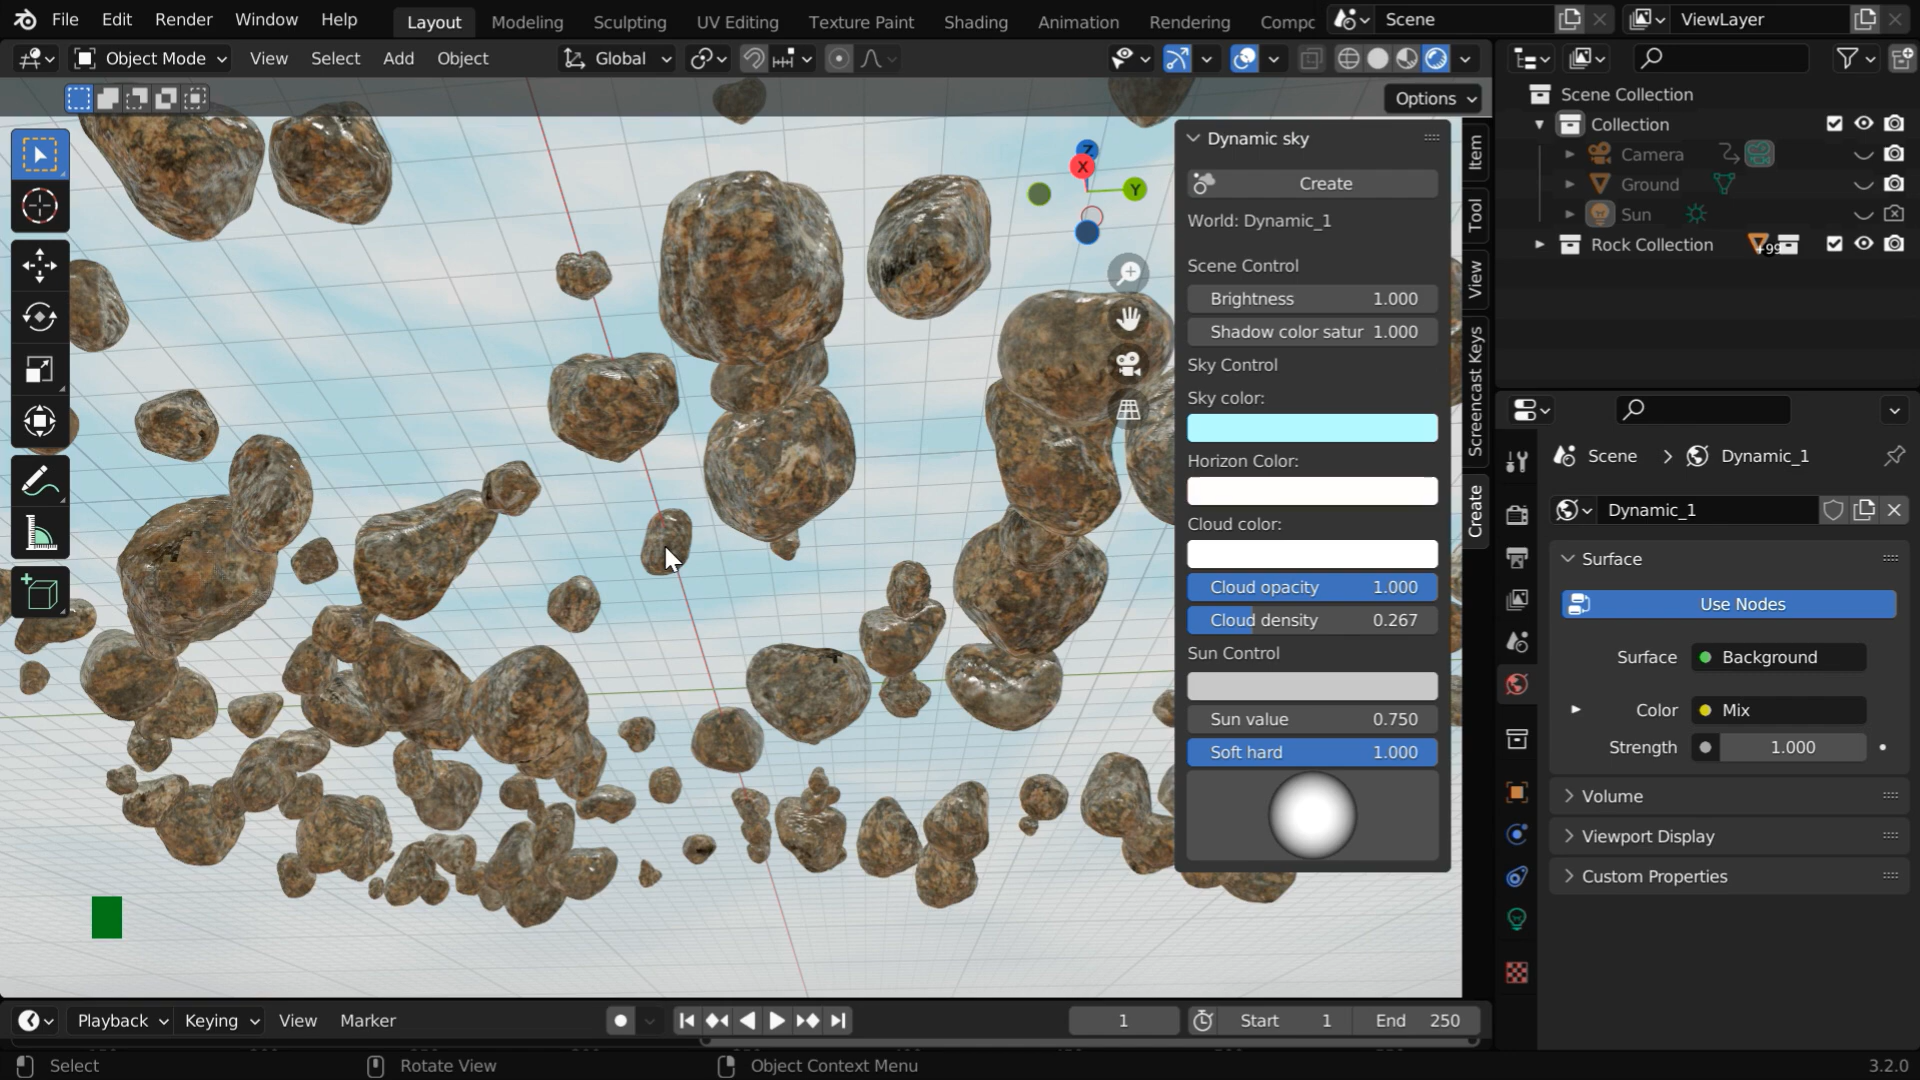 File Edit Render Window Help Layout Modeling Sculpting UV Editing Texture Paint Shading Animation Rendering Compo Scene ViewLayer
Object Mode View Select Add Object Global
Options
Dynamic sky
Create
World: Dynamic_1
Scene Control
Brightness 1.000
Shadow color satur 1.000
Sky Control
Sky color:
Horizon Color:
Cloud color:
Cloud opacity 1.000
Cloud density 0.267
Sun Control
Sun value 0.750
Soft hard 1.000
Z
X
Y
Item
Tool
View
Screencast Keys
Create
Scene Collection
Collection
Camera
Ground
Sun
Rock Collection +99
Scene > Dynamic_1
Dynamic_1
Surface
Use Nodes
Surface Background
Color Mix
Strength 1.000
Volume
Viewport Display
Custom Properties
Playback Keying View Marker 1 Start 1 End 250
Select Rotate View Object Context Menu 3.2.0